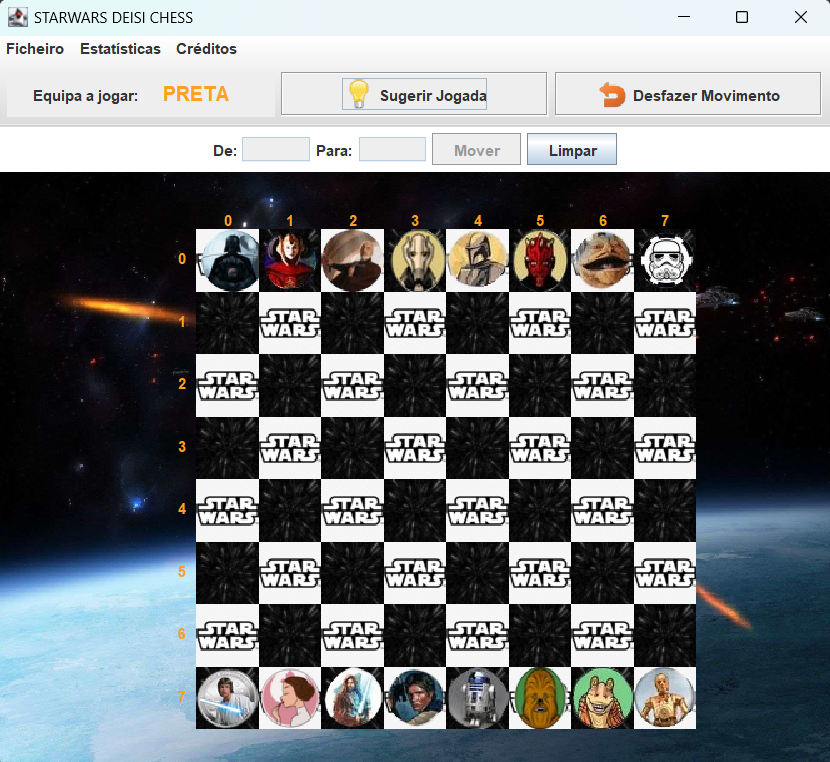 STARWARS DEISI CHESS
Ficheiro Estatísticas Créditos
Equipa a jogar: PRETA Sugerir Jogada Desfazer Movimento
De: Para: Mover Limpar
0 1 2 3 4 5 6 7
0
1 STAR WARS STAR WARS STAR WARS STAR WARS
2 STAR WARS STAR WARS STAR WARS STAR WARS
3 STAR WARS STAR WARS STAR WARS STAR WARS
4 STAR WARS STAR WARS STAR WARS STAR WARS
5 STAR WARS STAR WARS STAR WARS STAR WARS
6 STAR WARS STAR WARS STAR WARS STAR WARS
7